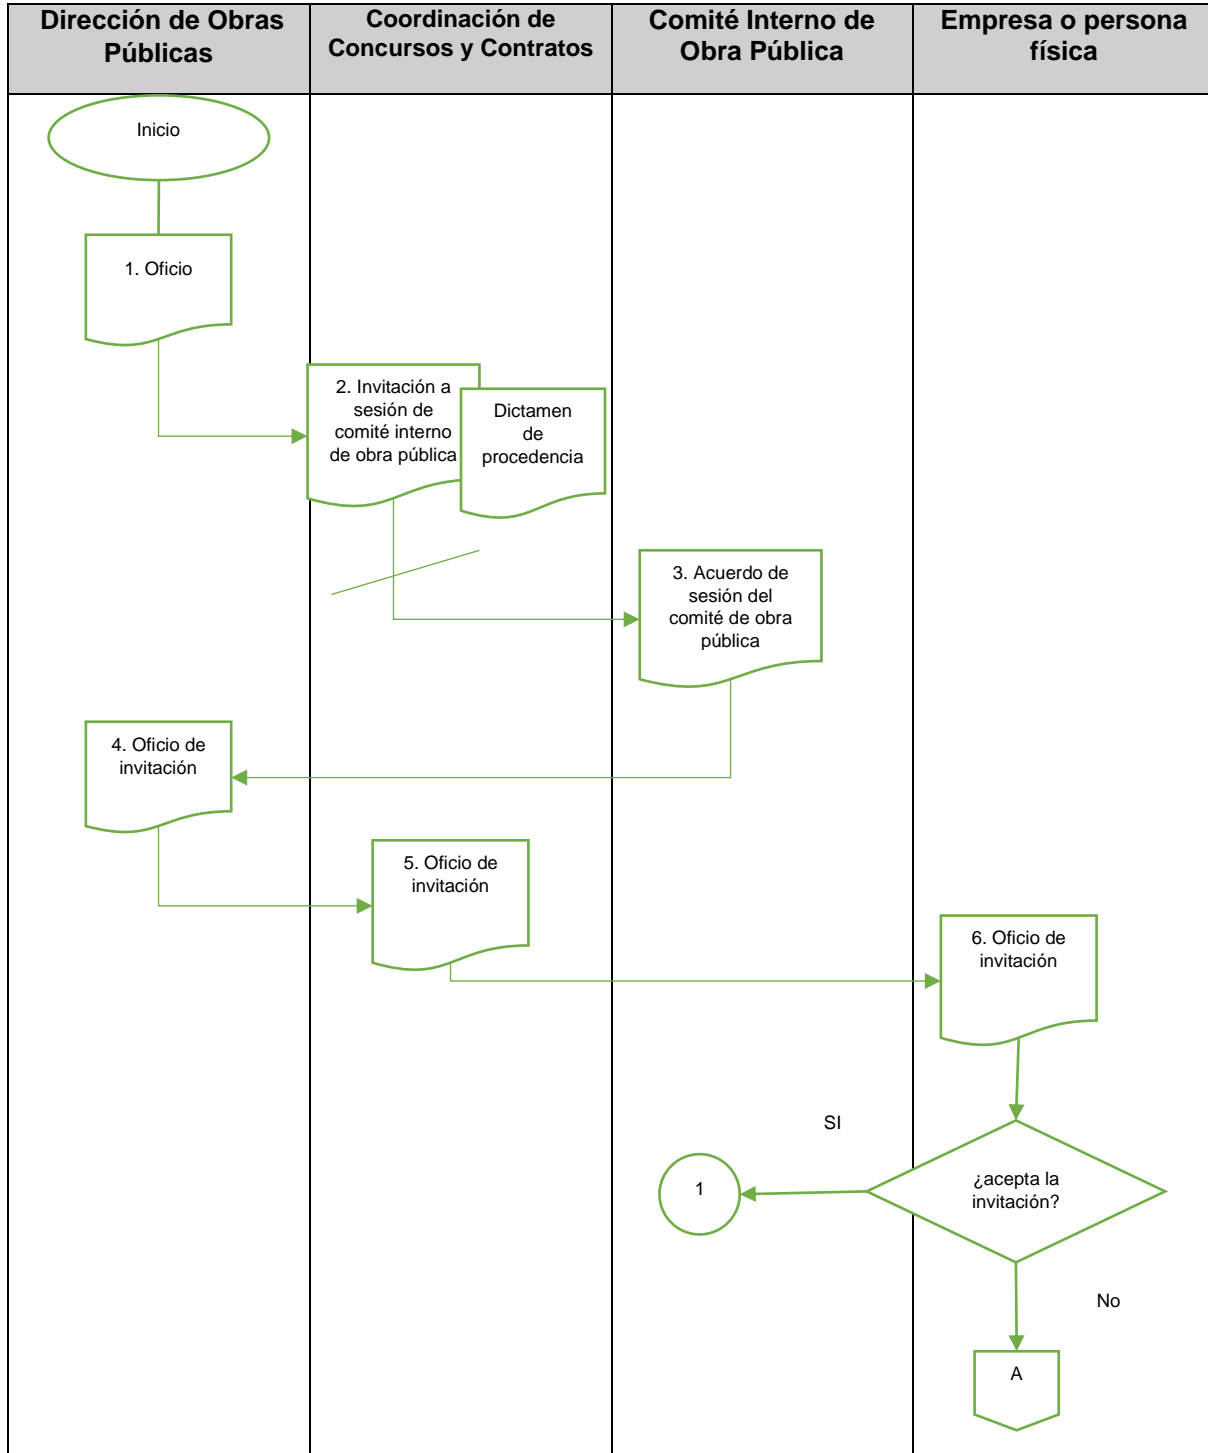 Dirección de Obras
Públicas
Coordinación de
Concursos y Contratos
Comité Interno de
Obra Pública
Empresa o persona
física
Inicio
1. Oficio
2. Invitación a
sesión de
comité interno
de obra pública
Dictamen
de
procedencia
3. Acuerdo de
sesión del
comité de obra
pública
4. Oficio de
invitación
5. Oficio de
invitación
6. Oficio de
invitación
SI
1
¿acepta la
invitación?
No
A